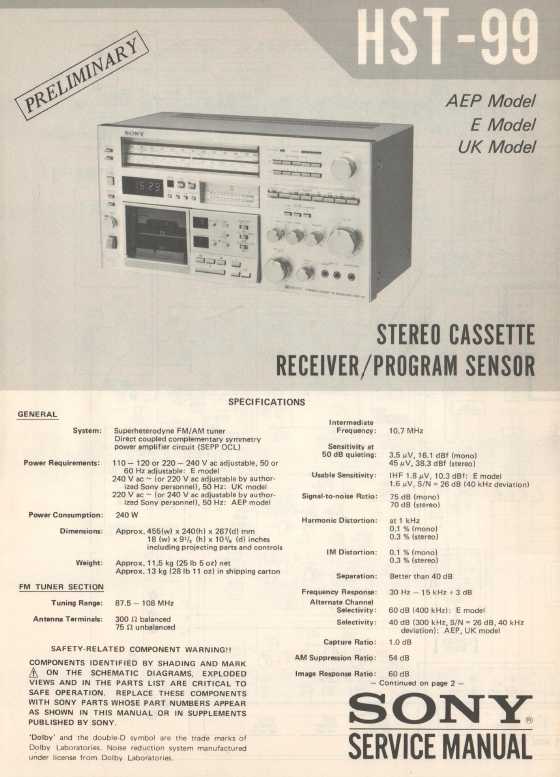 HST-99
PRELIMINARY
AEP Model
E Model
UK Model
SONY
STEREO CASSETTE
RECEIVER/PROGRAM SENSOR
SPECIFICATIONS
GENERAL
System: Superheterodyne FM/AM tuner
Direct coupled complementary symmetry
power amplifier circuit (SEPP OCL)
Power Requirements: 110 – 120 or 220 – 240 V ac adjustable, 50 or
60 Hz adjustable: E model
240 V ac ~ (or 220 V ac adjustable by author-
ized Sony personnel), 50 Hz: UK model
220 V ac ~ (or 240 V ac adjustable by author-
ized Sony personnel), 50 Hz: AEP model
Power Consumption: 240 W
Dimensions: Approx. 455(w) x 240(h) x 267(d) mm
18 (w) x 9½ (h) x 10⅝ (d) inches
including projecting parts and controls
Weight: Approx. 11,5 kg (25 lb 5 oz) net
Approx. 13 kg (28 lb 11 oz) in shipping carton
FM TUNER SECTION
Tuning Range: 87.5 – 108 MHz
Antenna Terminals: 300 Ω balanced
75 Ω unbalanced
SAFETY-RELATED COMPONENT WARNING!!
COMPONENTS IDENTIFIED BY SHADING AND MARK
⚠ ON THE SCHEMATIC DIAGRAMS, EXPLODED
VIEWS AND IN THE PARTS LIST ARE CRITICAL TO
SAFE OPERATION. REPLACE THESE COMPONENTS
WITH SONY PARTS WHOSE PART NUMBERS APPEAR
AS SHOWN IN THIS MANUAL OR IN SUPPLEMENTS
PUBLISHED BY SONY.
'Dolby' and the double-D symbol are the trade marks of
Dolby Laboratories. Noise reduction system manufactured
under license from Dolby Laboratories.
Intermediate
Frequency: 10.7 MHz
Sensitivity at
50 dB quieting: 3,5 μV, 16.1 dBf (mono)
45 μV, 38,3 dBf (stereo)
Usable Sensitivity: IHF 1.8 μV, 10.3 dBf: E model
1.6 μV, S/N = 26 dB (40 kHz deviation)
Signal-to-noise Ratio: 75 dB (mono)
70 dB (stereo)
Harmonic Distortion: at 1 kHz
0.1 % (mono)
0.3 % (stereo)
IM Distortion: 0.1 % (mono)
0.3 % (stereo)
Separation: Better than 40 dB
Frequency Response: 30 Hz – 15 kHz ± 3 dB
Alternate Channel
Selectivity: 60 dB (400 kHz): E model
Selectivity: 40 dB (300 kHz, S/N = 26 dB, 40 kHz
deviation): AEP, UK model
Capture Ratio: 1.0 dB
AM Suppression Ratio: 54 dB
Image Response Ratio: 60 dB
– Continued on page 2 –
SONY®
SERVICE MANUAL